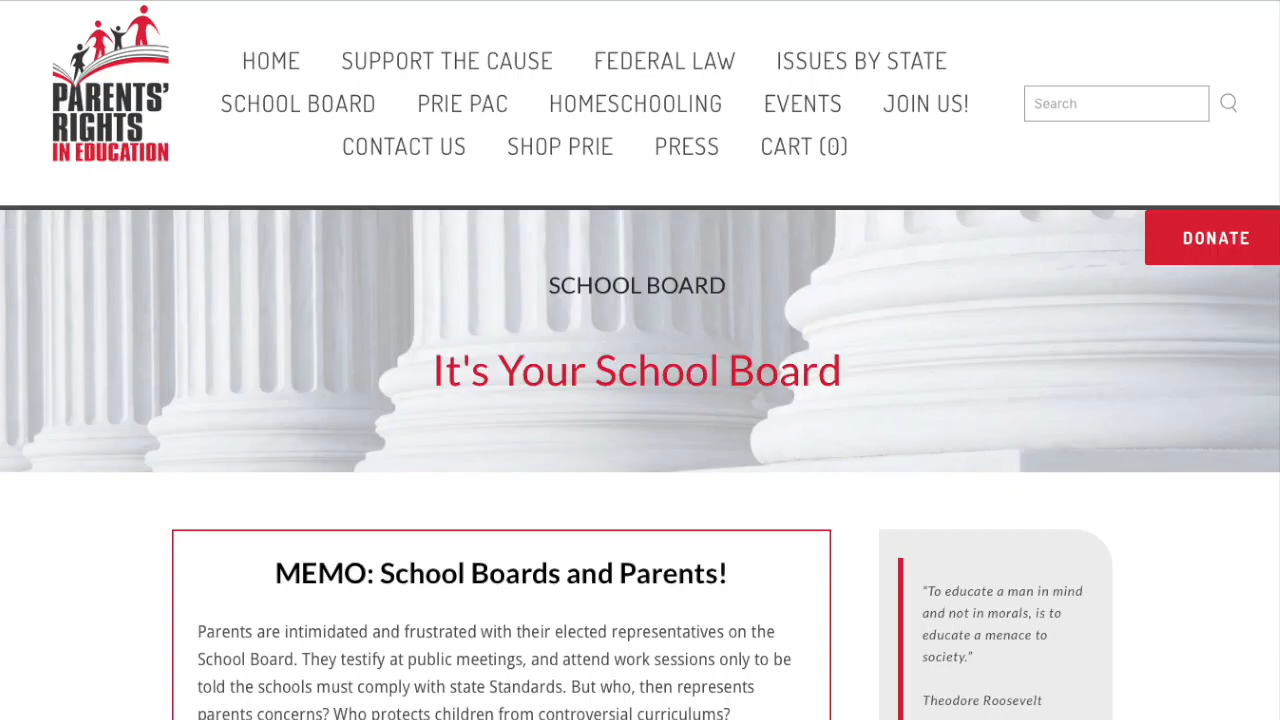 PARENTS'
RIGHTS
IN EDUCATION
HOME SUPPORT THE CAUSE FEDERAL LAW ISSUES BY STATE
SCHOOL BOARD PRIE PAC HOMESCHOOLING EVENTS JOIN US!
CONTACT US SHOP PRIE PRESS CART (0)
Search
DONATE
SCHOOL BOARD
It's Your School Board
MEMO: School Boards and Parents!
Parents are intimidated and frustrated with their elected representatives on the
School Board. They testify at public meetings, and attend work sessions only to be
told the schools must comply with state Standards. But who, then represents
parents concerns? Who protects children from controversial curriculums?
“To educate a man in mind
and not in morals, is to
educate a menace to
society.”
Theodore Roosevelt